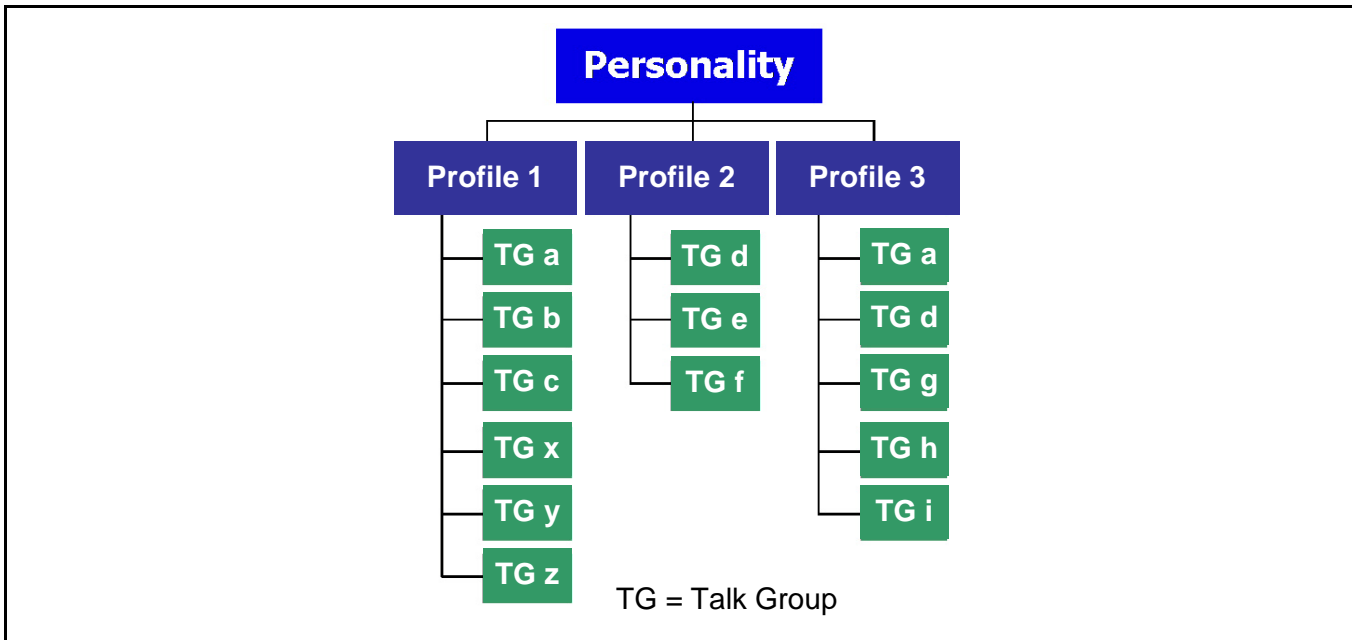 Personality
Profile 1
Profile 2
Profile 3
TG a
TG b
TG c
TG x
TG y
TG z
TG d
TG e
TG f
TG a
TG d
TG g
TG h
TG i
TG = Talk Group